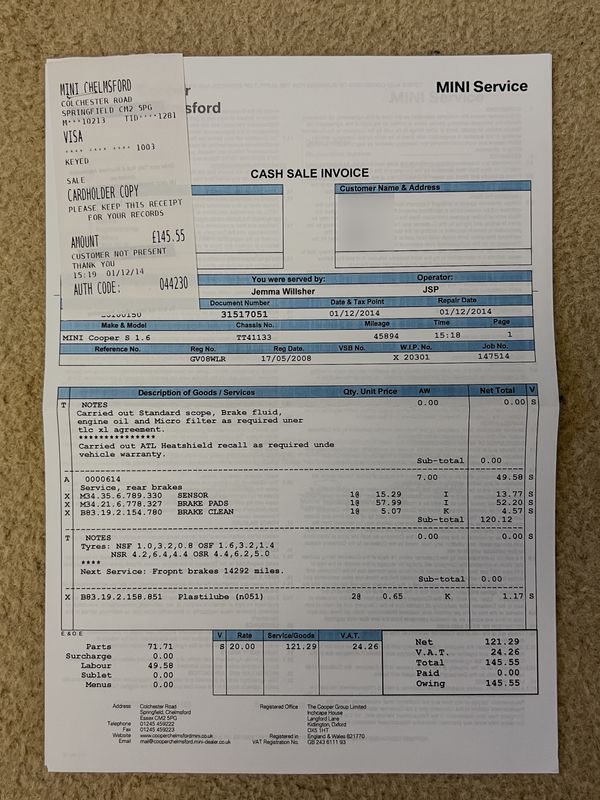 MINI CHELMSFORD
COLCHESTER ROAD
SPRINGFIELD CM2 5PG
M***10213 TID****1281
VISA
**** **** **** 1003
KEYED
SALE
CARDHOLDER COPY
PLEASE KEEP THIS RECEIPT
FOR YOUR RECORDS
AMOUNT £145.55
CUSTOMER NOT PRESENT
THANK YOU
15:19 01/12/14
AUTH CODE: 044230
MINI Service
CASH SALE INVOICE
Customer Name & Address
You were served by: Operator:
Jemma Willsher JSP
Document Number Date & Tax Point Repair Date
31517051 01/12/2014 01/12/2014
Make & Model Chassis No. Mileage Time Page
MINI Cooper S 1.6 TT41133 45894 15:18 1
Reference No. Reg No. Reg Date. VSB No. W.I.P. No. Job No.
GV08WLR 17/05/2008 X 20301 147514
Description of Goods / Services Qty. Unit Price AW Net Total V
T NOTES 0.00 0.00 S
Carried out Standard scope, Brake fluid,
engine oil and Micro filter as required uner
tlc xl agreement.
***************
Carried out ATL Heatshield recall as required unde
vehicle warranty.
Sub-total 0.00
A 0000614 7.00 49.58 S
Service, rear brakes
X M34.35.6.789.330 SENSOR 1@ 15.29 I 13.77 S
X M34.21.6.778.327 BRAKE PADS 1@ 57.99 I 52.20 S
X B83.19.2.154.780 BRAKE CLEAN 1@ 5.07 K 4.57 S
Sub-total 120.12
T NOTES 0.00 0.00 S
Tyres: NSF 1.0,3.2,0.8 OSF 1.6,3.2,1.4
NSR 4.2,6.4,4.4 OSR 4.4,6.2,5.0
****
Next Service: Fropnt brakes 14292 miles.
Sub-total 0.00
X B83.19.2.158.851 Plastilube (n051) 2@ 0.65 K 1.17 S
E.& O.E.
V Rate Service/Goods V.A.T.
S 20.00 121.29 24.26
Parts 71.71
Surcharge 0.00
Labour 49.58
Sublet 0.00
Menus 0.00
Net 121.29
V.A.T. 24.26
Total 145.55
Paid 0.00
Owing 145.55
Address Colchester Road
Springfield, Chelmsford
Essex CM2 5PG
Telephone 01245 459222
Fax 01245 459223
Website www.cooperchelmsfordmini.co.uk
Email mail@cooperchelmsford.mini-dealer.co.uk
Registered Office The Cooper Group Limited
Inchcape House
Langford Lane
Kidlington, Oxford
OX5 1HT
Registered in England & Wales 821770
VAT Registration No. GB 243 6111 93